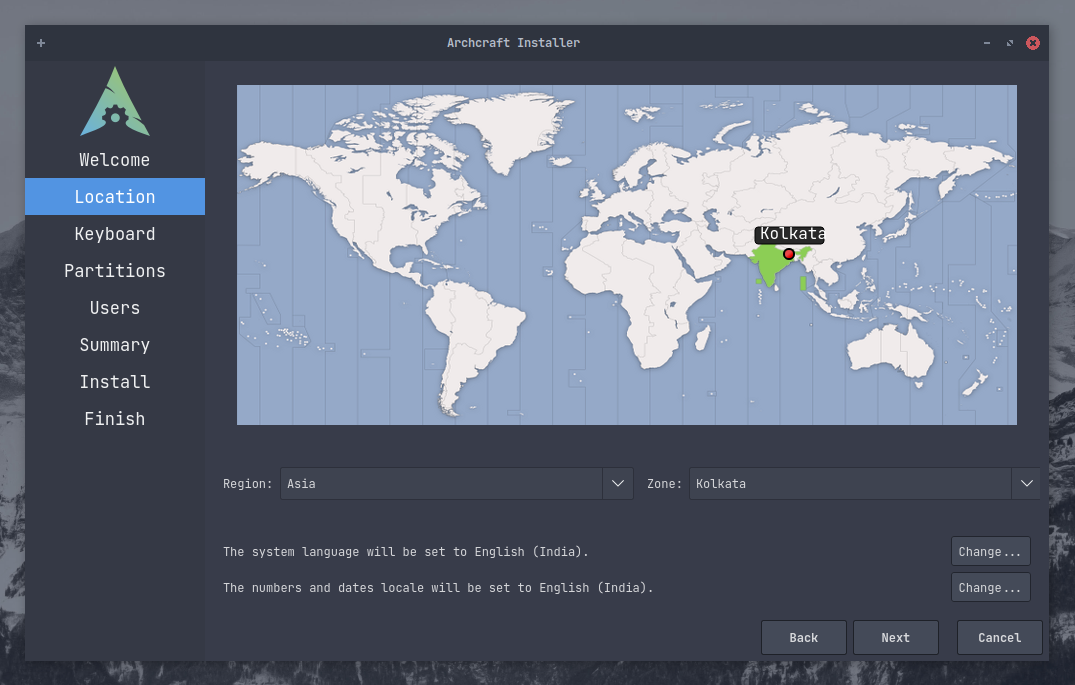 Archcraft Installer
Welcome
Location
Keyboard
Partitions
Users
Summary
Install
Finish
Kolkata
Region: Asia Zone: Kolkata
The system language will be set to English (India). Change...
The numbers and dates locale will be set to English (India). Change...
Back Next Cancel